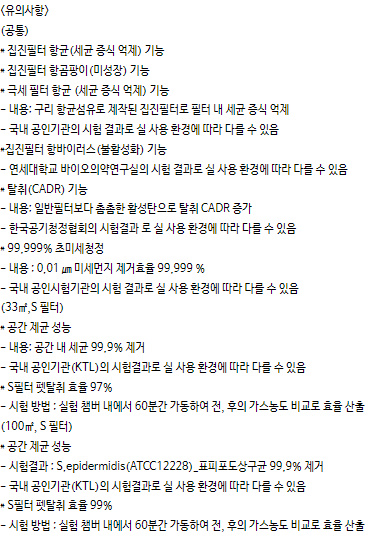 <유의사항>
(공통)
* 집진필터 항균(세균 증식 억제) 기능
* 집진필터 항곰팡이(미성장) 기능
* 극세 필터 항균 (세균 증식 억제) 기능
- 내용: 구리 항균섬유로 제작된 집진필터로 필터 내 세균 증식 억제
- 국내 공인기관의 시험 결과로 실 사용 환경에 따라 다를 수 있음
*집진필터 항바이러스(불활성화) 기능
- 연세대학교 바이오의약연구실의 시험 결과로 실 사용 환경에 따라 다를 수 있음
* 탈취(CADR) 기능
- 내용: 일반필터보다 촘촘한 활성탄으로 탈취 CADR 증가
- 한국공기청정협회의 시험결과 로 실 사용 환경에 따라 다를 수 있음
* 99.999% 초미세청정
- 내용 : 0.01 ㎛ 미세먼지 제거효율 99.999 %
- 국내 공인시험기관의 시험 결과로 실 사용 환경에 따라 다를 수 있음
(33㎡,S 필터)
* 공간 제균 성능
- 내용: 공간 내 세균 99.9% 제거
- 국내 공인기관(KTL)의 시험결과로 실 사용 환경에 따라 다를 수 있음
* S필터 펫탈취 효율 97%
- 시험 방법 : 실험 챔버 내에서 60분간 가동하여 전, 후의 가스농도 비교로 효율 산출
(100㎡, S 필터)
* 공간 제균 성능
- 시험결과 : S.epidermidis(ATCC12228)_표피포도상구균 99.9% 제거
- 국내 공인기관(KTL)의 시험결과로 실 사용 환경에 따라 다를 수 있음
* S필터 펫탈취 효율 99%
- 시험 방법 : 실험 챔버 내에서 60분간 가동하여 전, 후의 가스농도 비교로 효율 산출